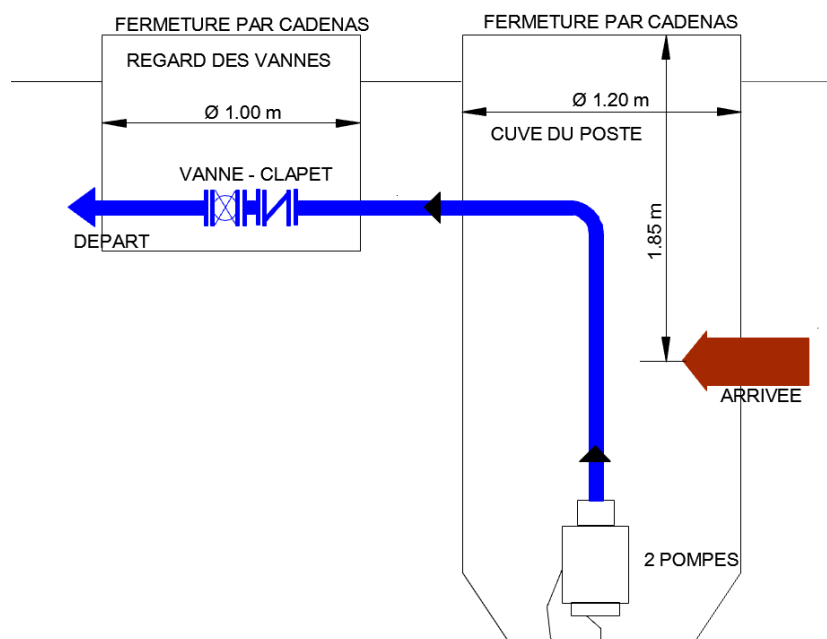 FERMETURE PAR CADENAS
FERMETURE PAR CADENAS
REGARD DES VANNES
Ø 1.00 m
Ø 1.20 m
CUVE DU POSTE
VANNE - CLAPET
DEPART
1.85 m
ARRIVEE
2 POMPES